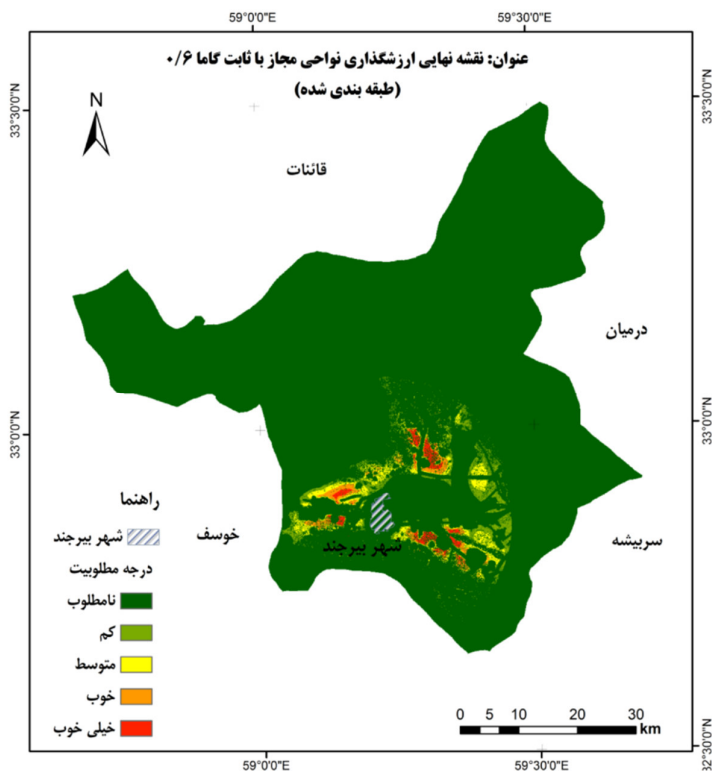 59°0'0"E
59°30'0"E
عنوان: نقشه نهایی ارزشگذاری نواحی مجاز با ثابت گاما ۰/۶
(طبقه بندی شده)
33°30'0"N
33°30'0"N
N
قائنات
درمیان
33°0'0"N
33°0'0"N
راهنما
شهر بیرجند
خوسف
شهر بیرجند
سربیشه
درجه مطلوبیت
نامطلوب
کم
متوسط
خوب
خیلی خوب
0 5 10 20 30
km
32°30'0"N
59°0'0"E
59°30'0"E